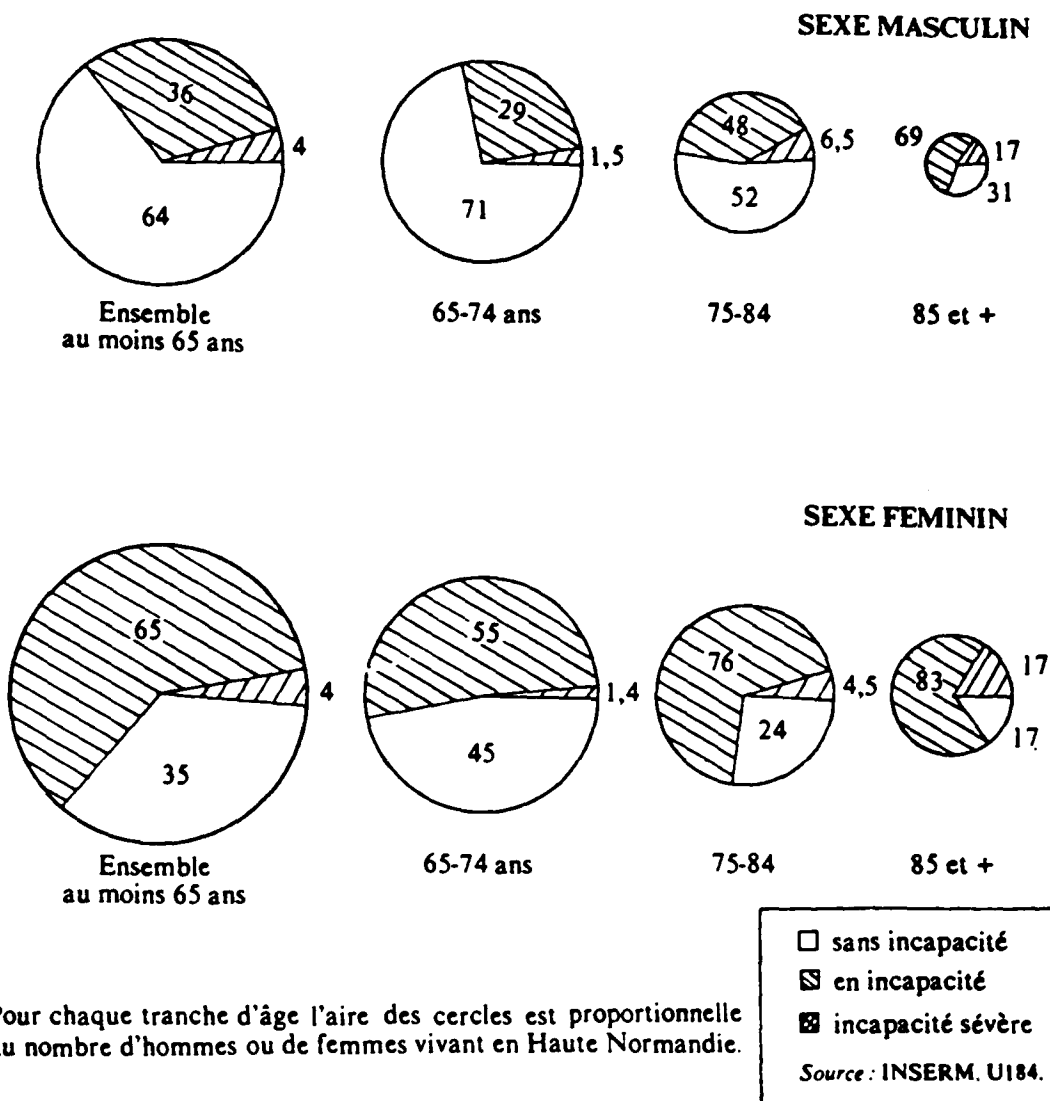 SEXE MASCULIN
36
4
64
29
1,5
71
48
6,5
52
69
17
31
Ensemble
au moins 65 ans
65-74 ans
75-84
85 et +
SEXE FEMININ
65
4
35
55
1,4
45
76
4,5
24
83
17
17
Ensemble
au moins 65 ans
65-74 ans
75-84
85 et +
sans incapacité
en incapacité
incapacité sévère
Source : INSERM. U184.
Pour chaque tranche d'âge l'aire des cercles est proportionnelle
au nombre d'hommes ou de femmes vivant en Haute Normandie.